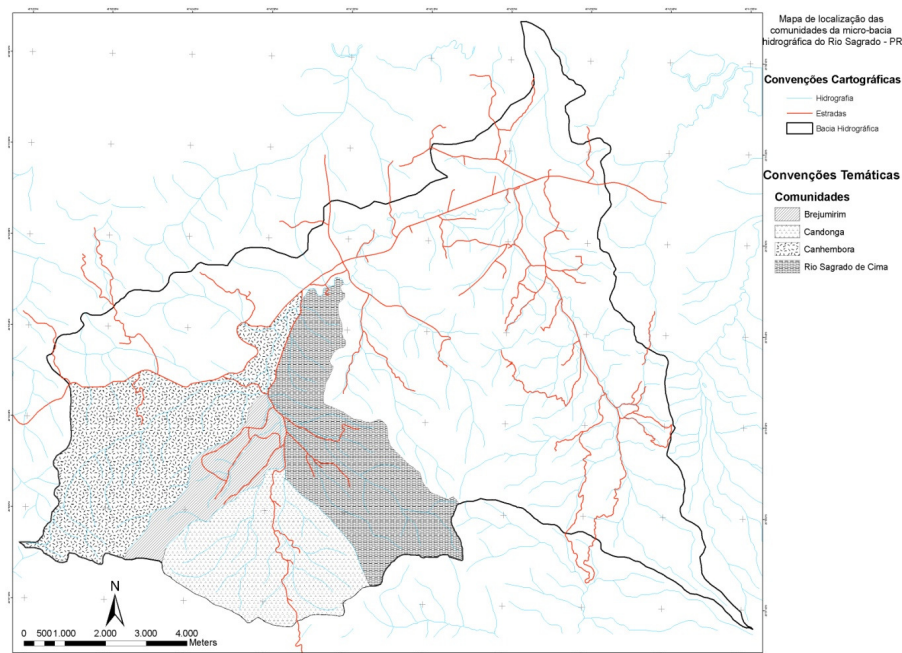 Mapa de localização das
comunidades da micro-bacia
hidrográfica do Rio Sagrado - PR
Convenções Cartográficas
Hidrografia
Estradas
Bacia Hidrográfica
Convenções Temáticas
Comunidades
Brejumirim
Candonga
Canhembora
Rio Sagrado de Cima
N
0 5001.000 2.000 3.000 4.000
Meters